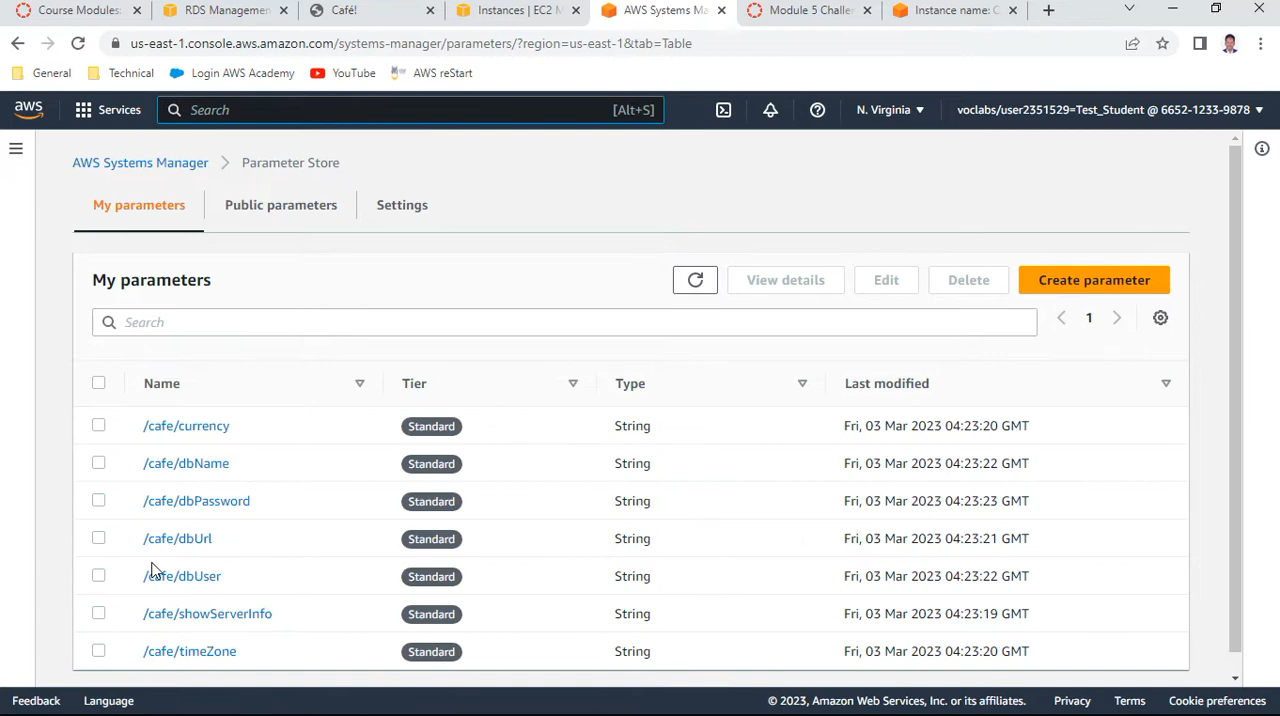 Course Modules:
RDS Managemen
Café!
Instances | EC2 M
AWS Systems Ma
Module 5 Challe
Instance name: C
us-east-1.console.aws.amazon.com/systems-manager/parameters/?region=us-east-1&tab=Table
General Technical Login AWS Academy YouTube AWS reStart
aws Services Search [Alt+S] N. Virginia voclabs/user2351529=Test_Student @ 6652-1233-9878
AWS Systems Manager Parameter Store
My parameters Public parameters Settings
My parameters View details Edit Delete Create parameter
Search 1
Name Tier Type Last modified
/cafe/currency Standard String Fri, 03 Mar 2023 04:23:20 GMT
/cafe/dbName Standard String Fri, 03 Mar 2023 04:23:22 GMT
/cafe/dbPassword Standard String Fri, 03 Mar 2023 04:23:23 GMT
/cafe/dbUrl Standard String Fri, 03 Mar 2023 04:23:21 GMT
/cafe/dbUser Standard String Fri, 03 Mar 2023 04:23:22 GMT
/cafe/showServerInfo Standard String Fri, 03 Mar 2023 04:23:19 GMT
/cafe/timeZone Standard String Fri, 03 Mar 2023 04:23:20 GMT
Feedback Language © 2023, Amazon Web Services, Inc. or its affiliates. Privacy Terms Cookie preferences